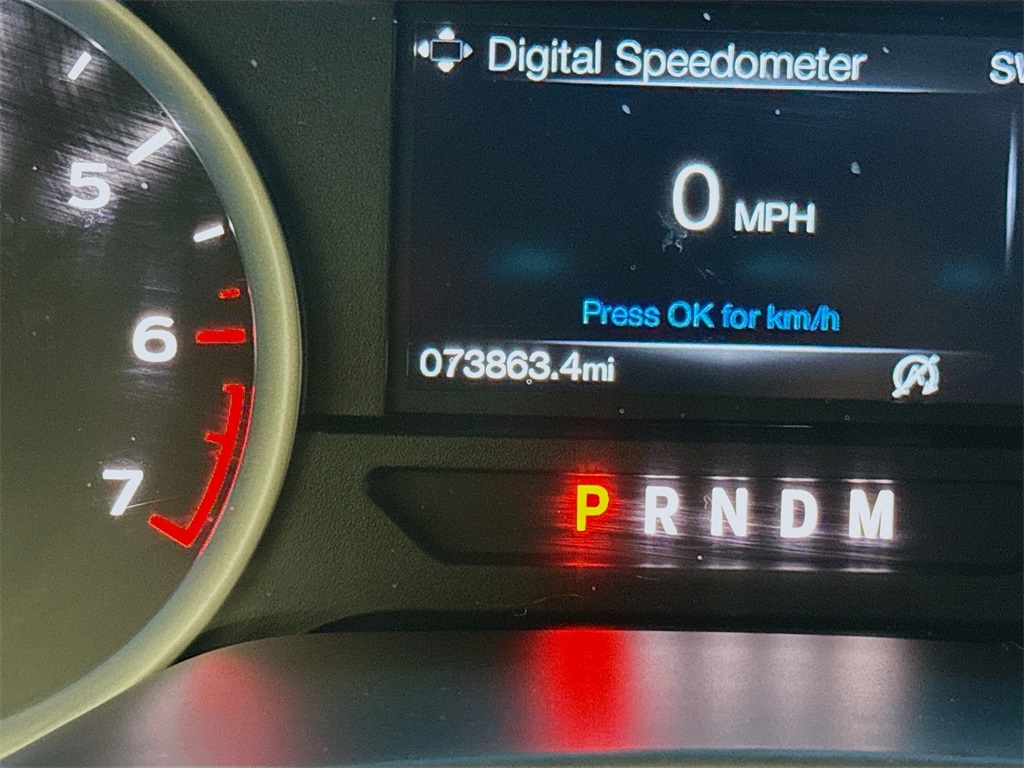 Digital Speedometer
5
0 MPH
6
Press OK for km/h
073863.4mi
7
P R N D M